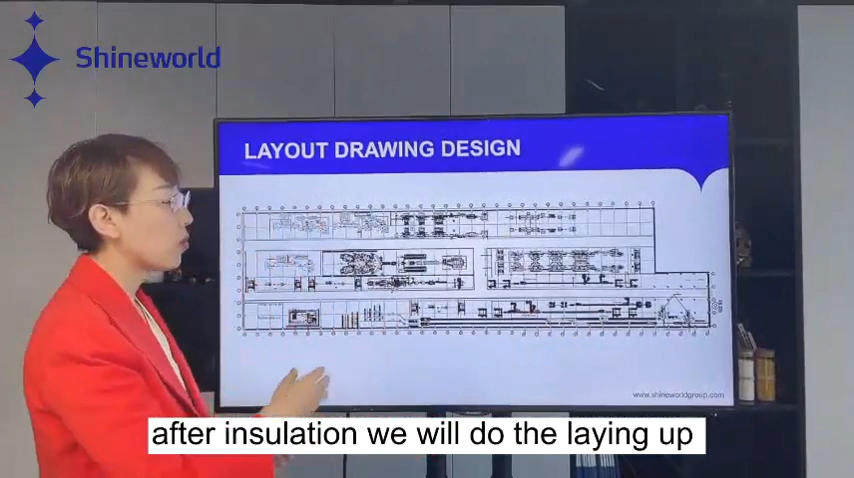 Shineworld
LAYOUT DRAWING DESIGN
www.shineworldgroup.com
after insulation we will do the laying up